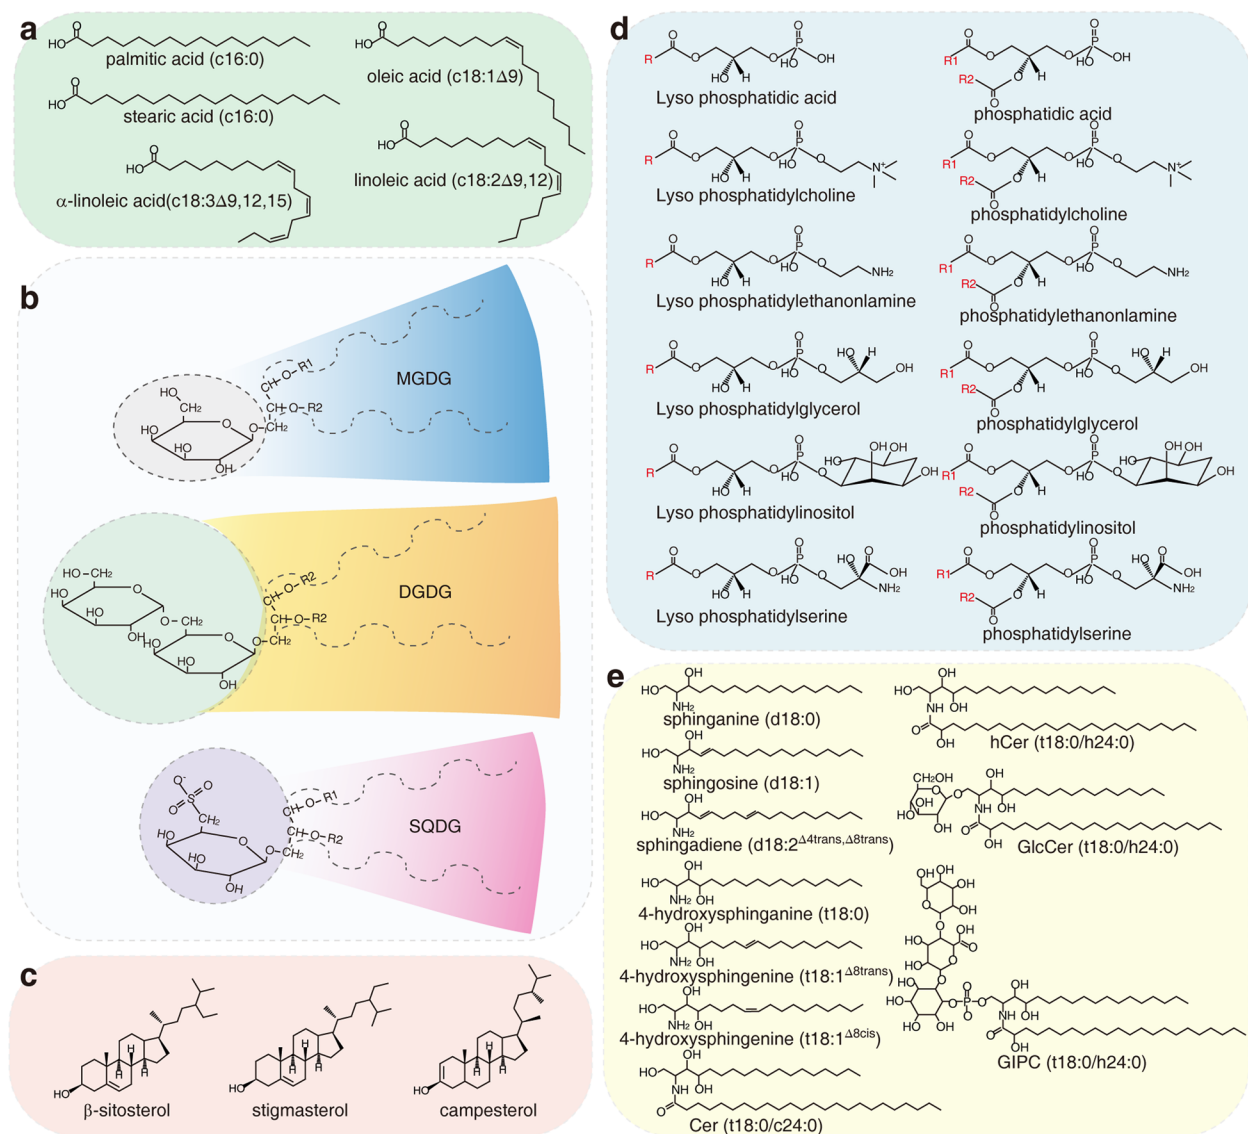 a
palmitic acid (c16:0)
stearic acid (c16:0)
α-linoleic acid(c18:3Δ9,12,15)
oleic acid (c18:1Δ9)
linoleic acid (c18:2Δ9,12)
b
MGDG
DGDG
SQDG
c
β-sitosterol
stigmasterol
campesterol
d
Lyso phosphatidic acid
phosphatidic acid
Lyso phosphatidylcholine
phosphatidylcholine
Lyso phosphatidylethanonlamine
phosphatidylethanonlamine
Lyso phosphatidylglycerol
phosphatidylglycerol
Lyso phosphatidylinositol
phosphatidylinositol
Lyso phosphatidylserine
phosphatidylserine
e
sphinganine (d18:0)
sphingosine (d18:1)
sphingadiene (d18:2Δ4trans,Δ8trans)
4-hydroxysphinganine (t18:0)
4-hydroxysphingenine (t18:1Δ8trans)
4-hydroxysphingenine (t18:1Δ8cis)
Cer (t18:0/c24:0)
hCer (t18:0/h24:0)
GlcCer (t18:0/h24:0)
GIPC (t18:0/h24:0)